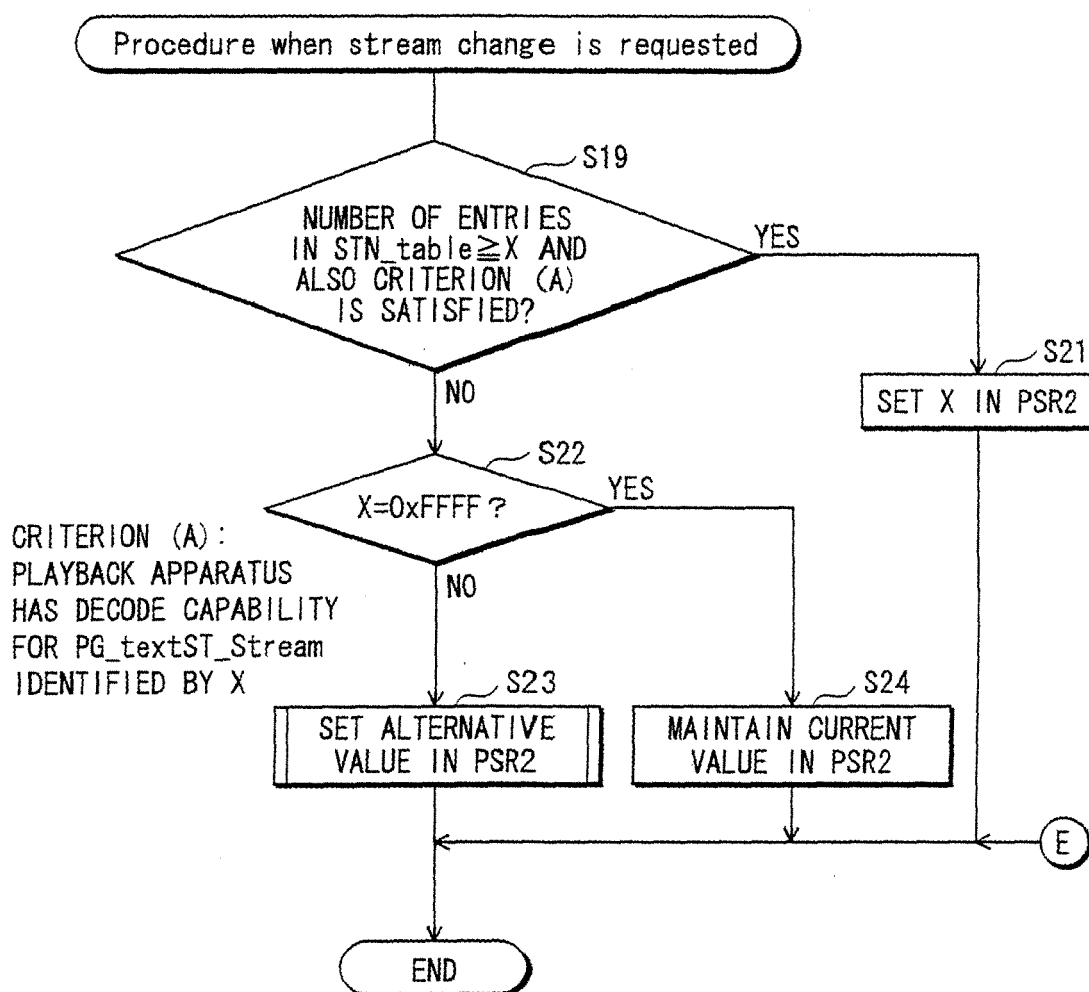 Procedure when stream change is requested
S19
NUMBER OF ENTRIES
IN STN_table≧X AND
ALSO CRITERION (A)
IS SATISFIED?
YES
NO
S21
SET X IN PSR2
S22
X=0xFFFF?
YES
NO
CRITERION (A):
PLAYBACK APPARATUS
HAS DECODE CAPABILITY
FOR PG_textST_Stream
IDENTIFIED BY X
S23
SET ALTERNATIVE
VALUE IN PSR2
S24
MAINTAIN CURRENT
VALUE IN PSR2
E
END